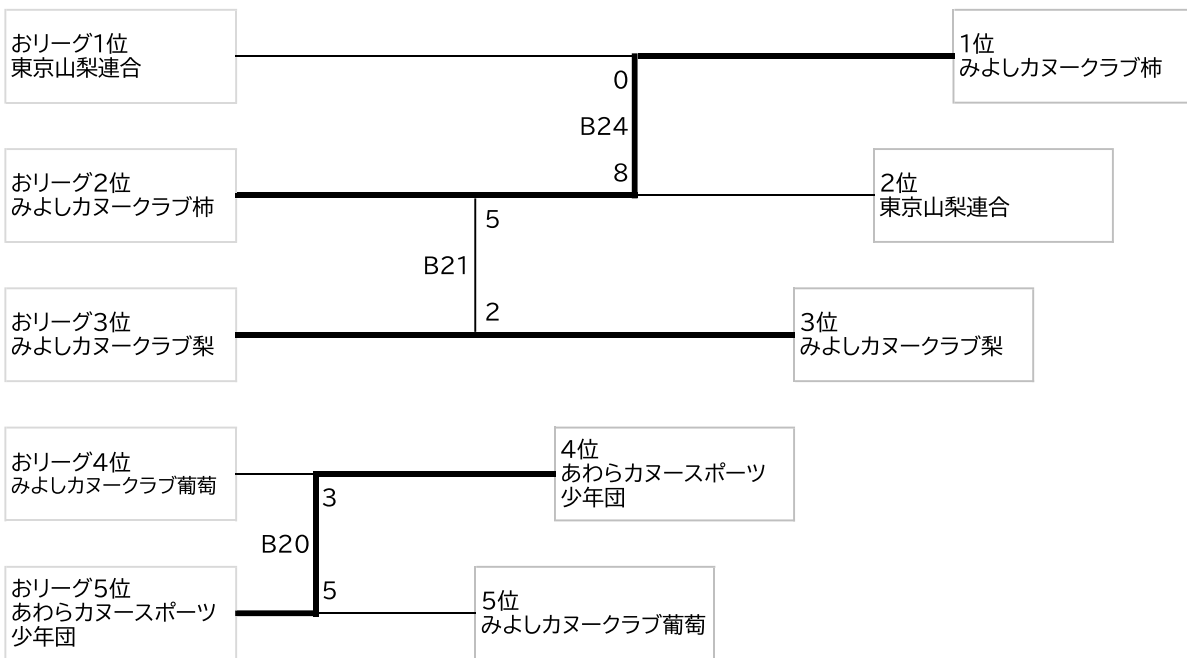 おリーグ1位
東京山梨連合
1位
みよしカヌークラブ柿
0
B24
8
おリーグ2位
みよしカヌークラブ柿
2位
東京山梨連合
5
B21
2
おリーグ3位
みよしカヌークラブ梨
3位
みよしカヌークラブ梨
おリーグ4位
みよしカヌークラブ葡萄
4位
あわらカヌースポーツ
少年団
3
B20
5
おリーグ5位
あわらカヌースポーツ
少年団
5位
みよしカヌークラブ葡萄